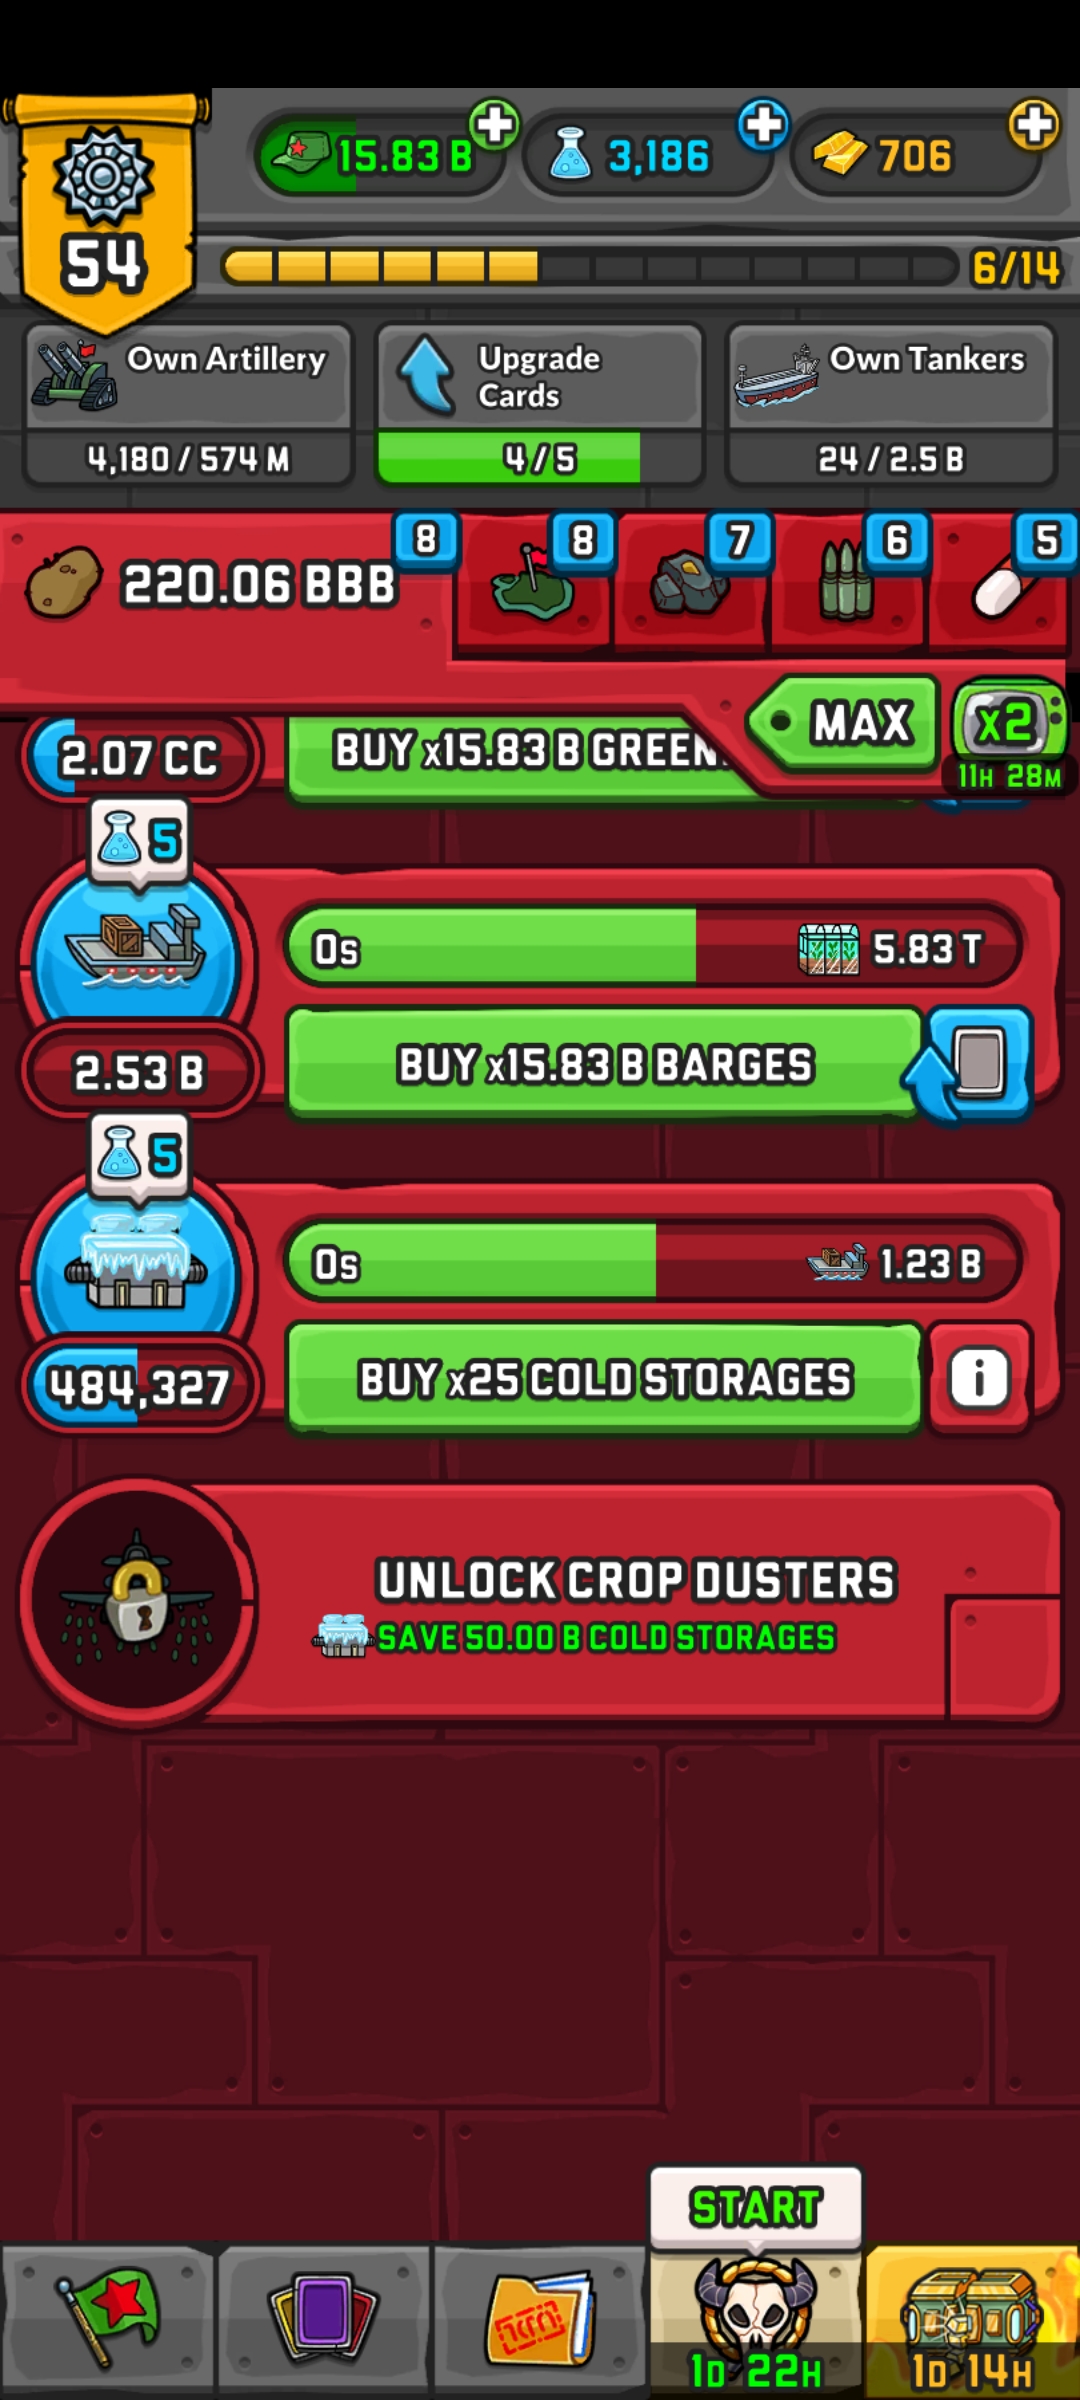 54
15.83 B
3,186
706
6/14
Own Artillery
4,180 / 574 M
Upgrade
Cards
4 / 5
Own Tankers
24 / 2.5 B
220.06 BBB
8
8
7
6
5
MAX
x2
11H 28M
2.07 CC
BUY x15.83 B GREEN
5
0s
5.83 T
2.53 B
BUY x15.83 B BARGES
5
0s
1.23 B
484,327
BUY x25 COLD STORAGES
i
UNLOCK CROP DUSTERS
SAVE 50.00 B COLD STORAGES
START
1D 22H
1D 14H